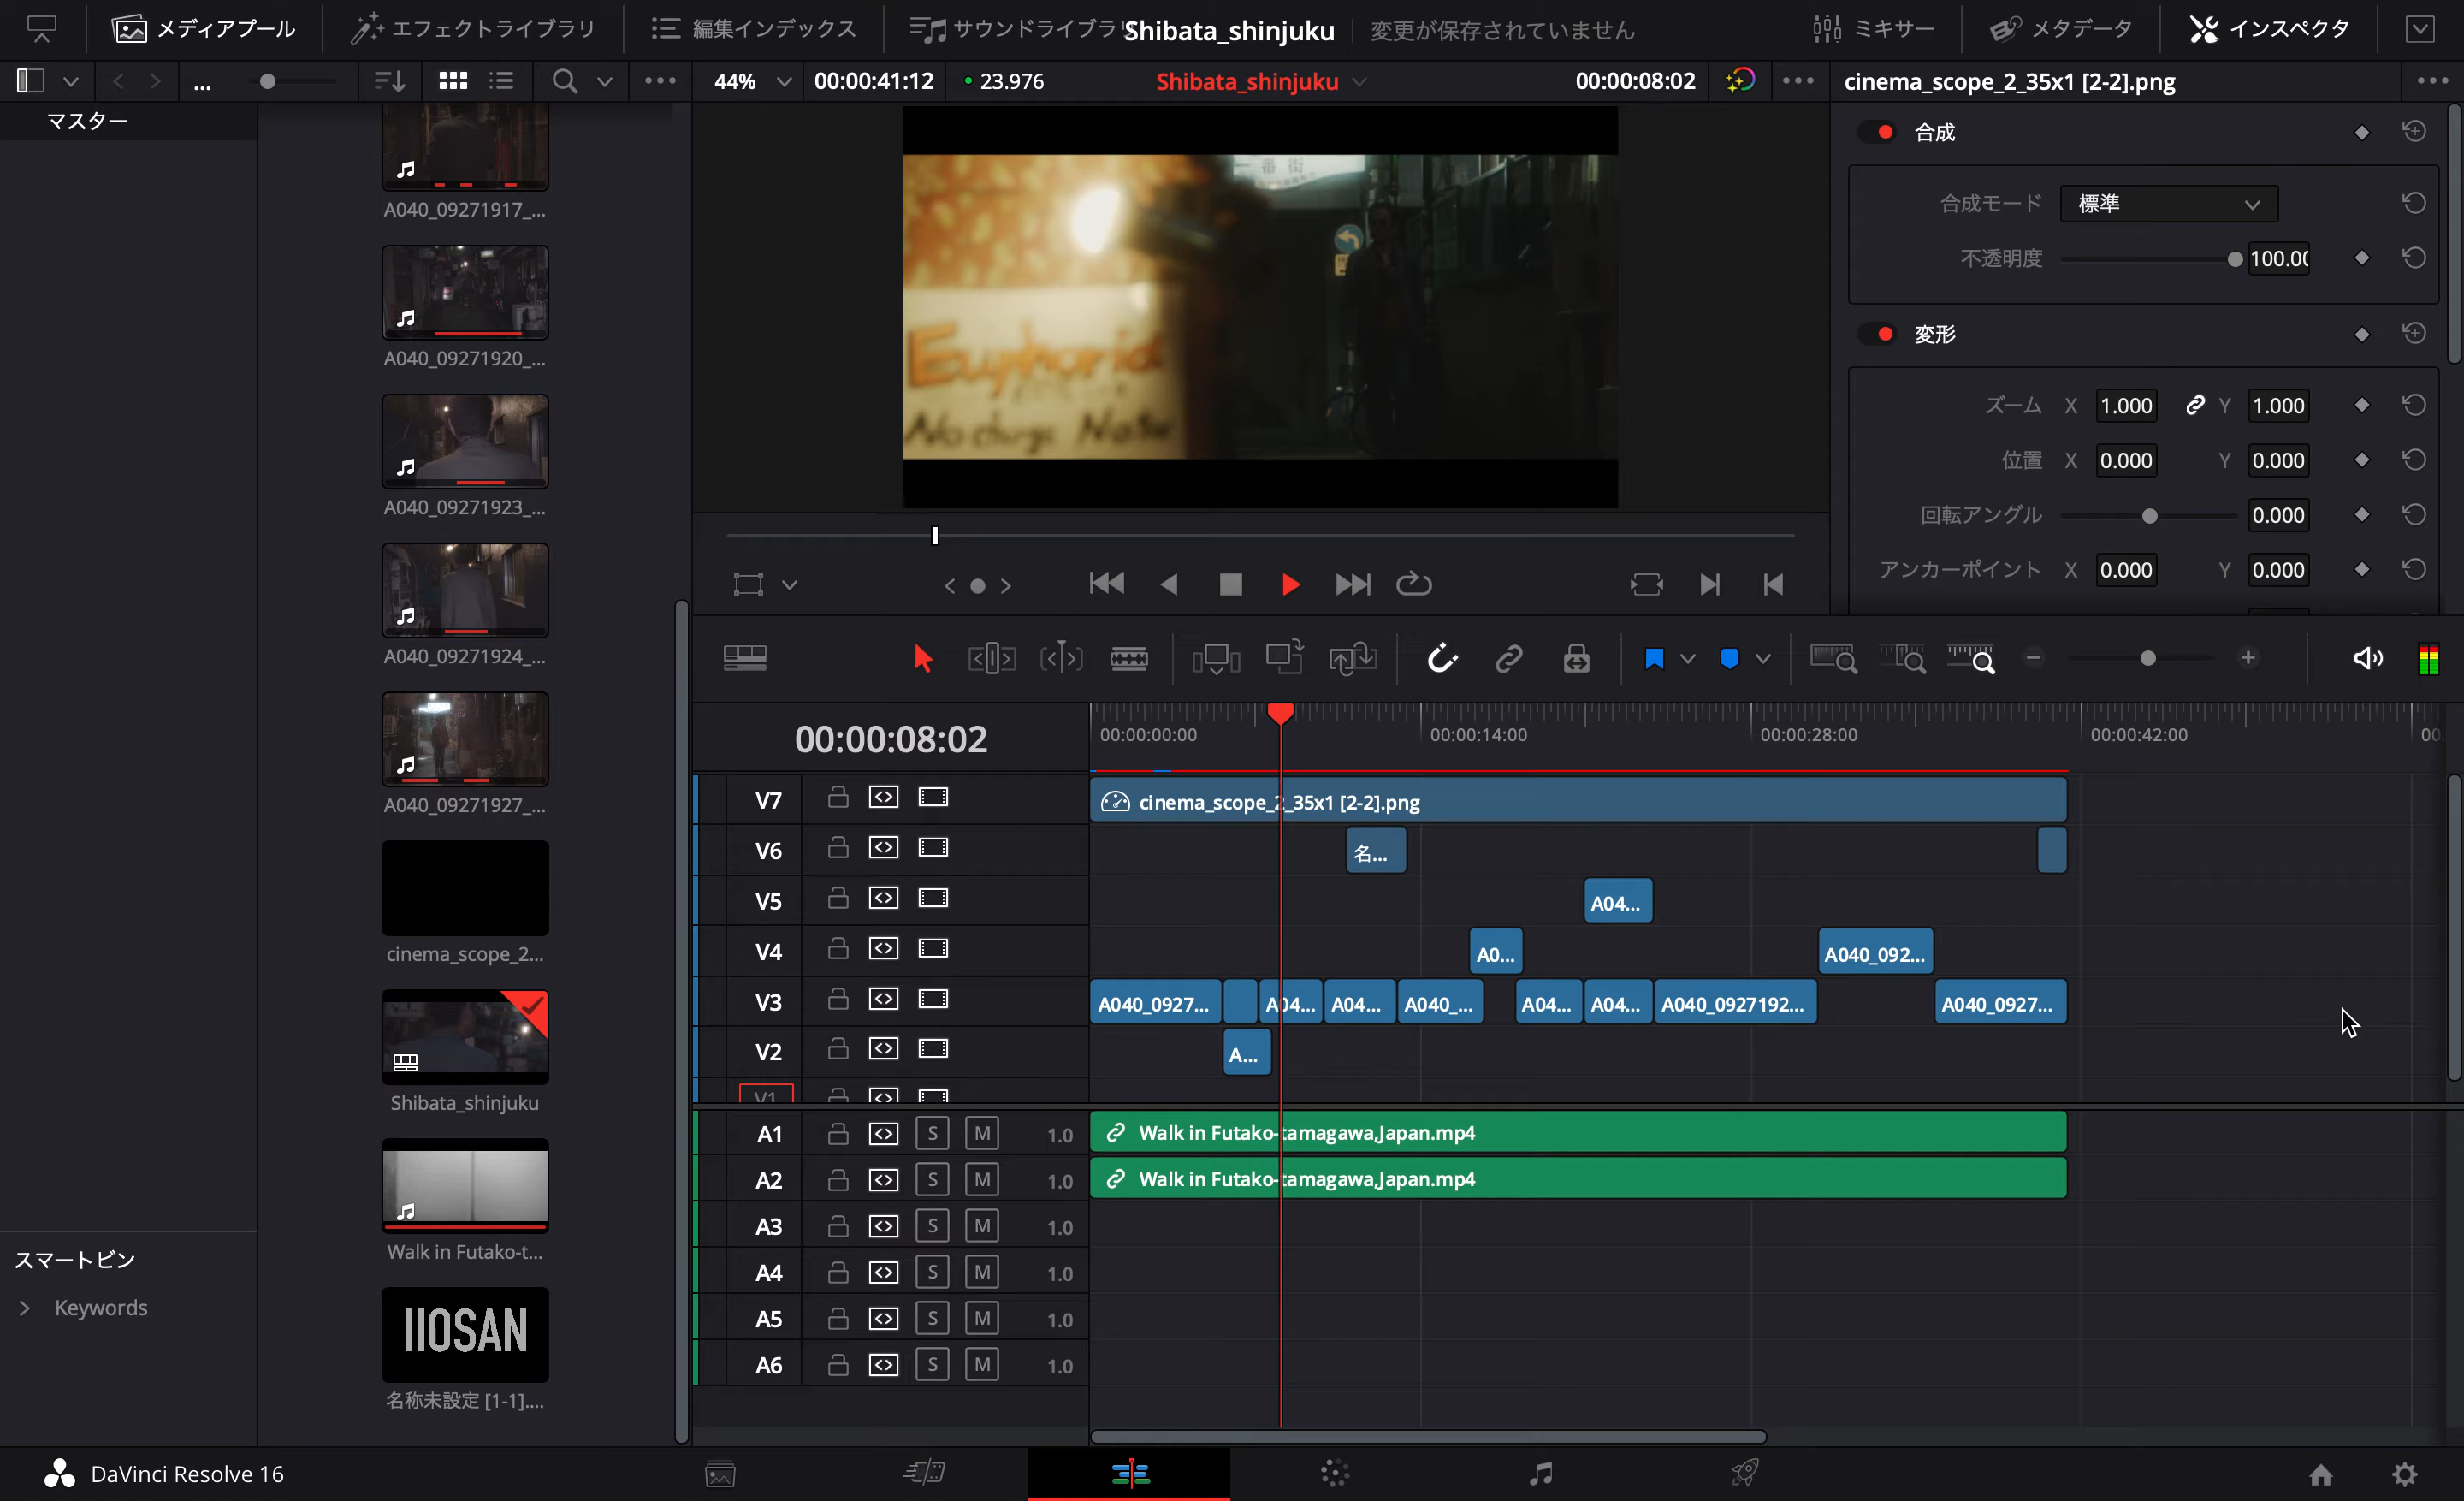 メディアプール
エフェクトライブラリ
編集インデックス
サウンドライブラリ
Shibata_shinjuku
変更が保存されていません
ミキサー
メタデータ
インスペクタ
...
44%
00:00:41:12
23.976
Shibata_shinjuku
00:00:08:02
cinema_scope_2_35x1 [2-2].png
マスター
A040_09271917_...
A040_09271920_...
A040_09271923_...
A040_09271924_...
A040_09271927_...
cinema_scope_2...
Shibata_shinjuku
Walk in Futako-t...
IIOSAN
名称未設定 [1-1]....
スマートビン
Keywords
一番街
Euphoria
No charge
合成
合成モード 標準
不透明度 100.00
変形
ズーム X 1.000 Y 1.000
位置 X 0.000 Y 0.000
回転アングル 0.000
アンカーポイント X 0.000 Y 0.000
00:00:08:02
00:00:00:00
00:00:14:00
00:00:28:00
00:00:42:00
00
V7
cinema_scope_2_35x1 [2-2].png
V6
名...
V5
A04...
V4
A0...
A040_092...
V3
A040_0927...
A04...
A04...
A040_...
A04...
A04...
A040_0927192...
A040_0927...
V2
A...
V1
A1 S M 1.0
Walk in Futako-tamagawa,Japan.mp4
A2 S M 1.0
Walk in Futako-tamagawa,Japan.mp4
A3 S M 1.0
A4 S M 1.0
A5 S M 1.0
A6 S M 1.0
DaVinci Resolve 16